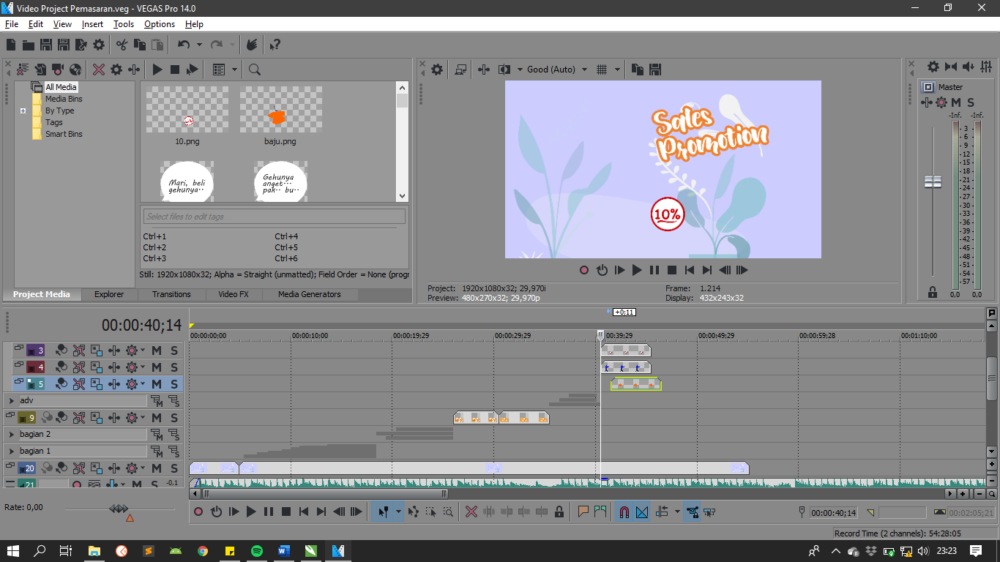 Video Project Pemasaran.veg - VEGAS Pro 14.0
File Edit View Insert Tools Options Help
All Media
Media Bins
By Type
Tags
Smart Bins
10.png
baju.png
Mari, beli
gehunya..
Gehunya
anget...
pak.. bu..
Select files to edit tags
Ctrl+1 Ctrl+4
Ctrl+2 Ctrl+5
Ctrl+3 Ctrl+6
Still: 1920x1080x32; Alpha = Straight (unmatted); Field Order = None (progr
Project Media Explorer Transitions Video FX Media Generators
Good (Auto)
Sales
Promotion
10%
Project: 1920x1080x32; 29,970i
Preview: 480x270x32; 29,970p
Frame: 1.214
Display: 432x243x32
Master
M S
-Inf. -Inf.
3
6
9
12
15
18
21
24
27
30
33
36
39
42
45
48
51
54
57
0,0 0,0
+0;11
00:00:40;14
00:00:00;00 00:00:10;00 00:00:19;29 00:00:29;29 00:00:39;29 00:00:49;29 00:00:59;28 00:01:10;00
3 M S
4 M S
5 M S
adv
9 M S
bagian 2
bagian 1
20 M S
21 M S -0,1
Rate: 0,00
00:00:40;14
00:02:05;21
Record Time (2 channels): 54:28:05
23:23